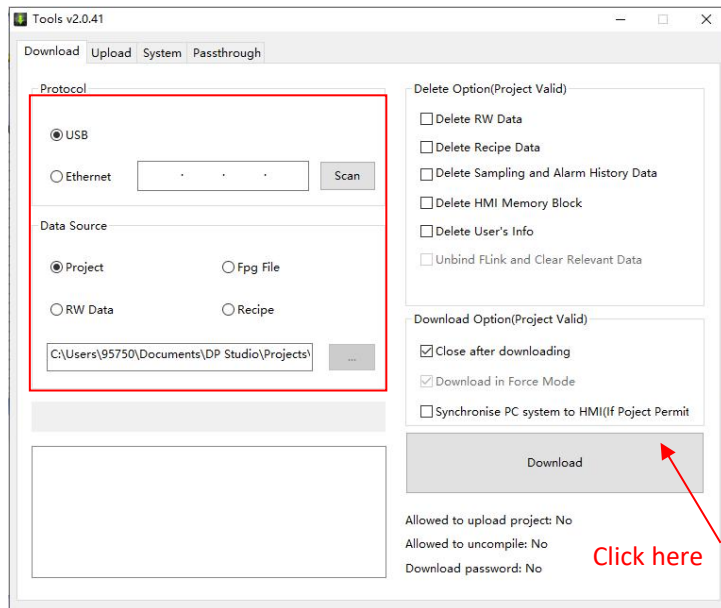 Tools v2.0.41
Download Upload System Passthrough
Protocol
USB
Ethernet . . . Scan
Data Source
Project Fpg File
RW Data Recipe
C:\Users\95750\Documents\DP Studio\Projects\ ...
Delete Option(Project Valid)
Delete RW Data
Delete Recipe Data
Delete Sampling and Alarm History Data
Delete HMI Memory Block
Delete User's Info
Unbind FLink and Clear Relevant Data
Download Option(Project Valid)
Close after downloading
Download in Force Mode
Synchronise PC system to HMI(If Poject Permit
Download
Allowed to upload project: No
Allowed to uncompile: No
Download password: No
Click here